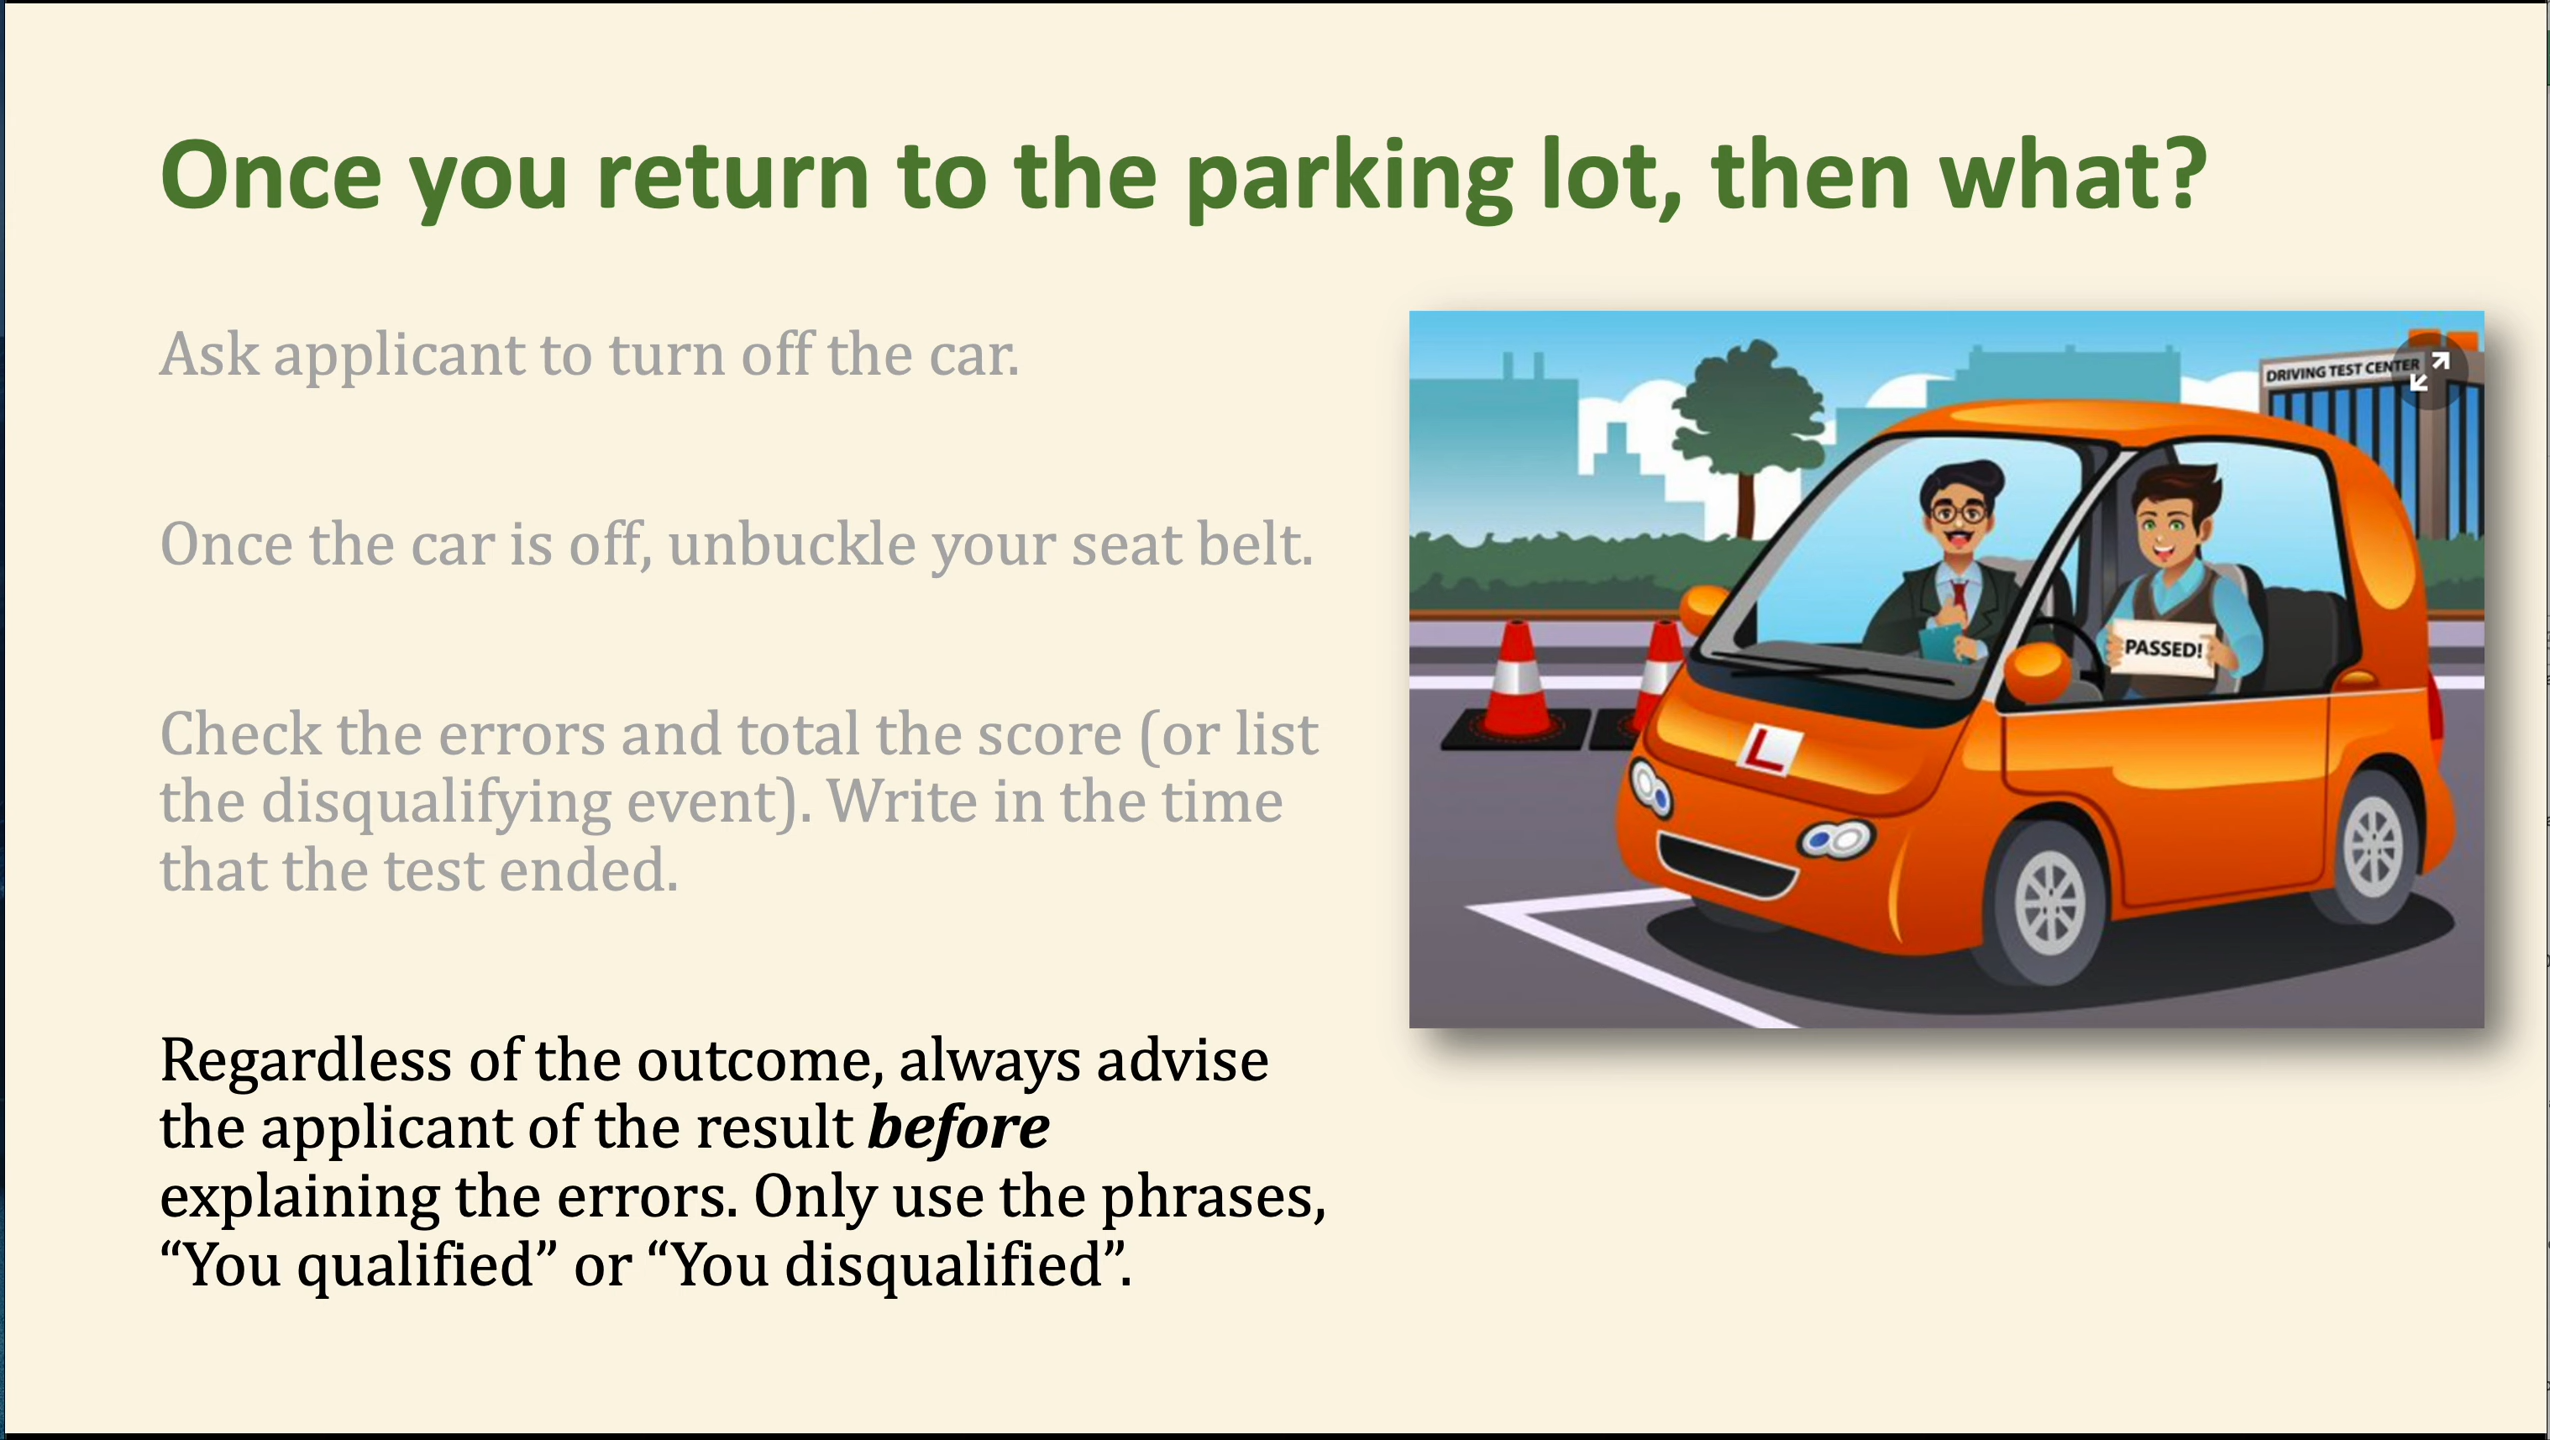 Once you return to the parking lot, then what?
Ask applicant to turn off the car.
Once the car is off, unbuckle your seat belt.
Check the errors and total the score (or list
the disqualifying event). Write in the time
that the test ended.
Regardless of the outcome, always advise
the applicant of the result before
explaining the errors. Only use the phrases,
“You qualified” or “You disqualified”.
DRIVING TEST CENTER
PASSED!
L